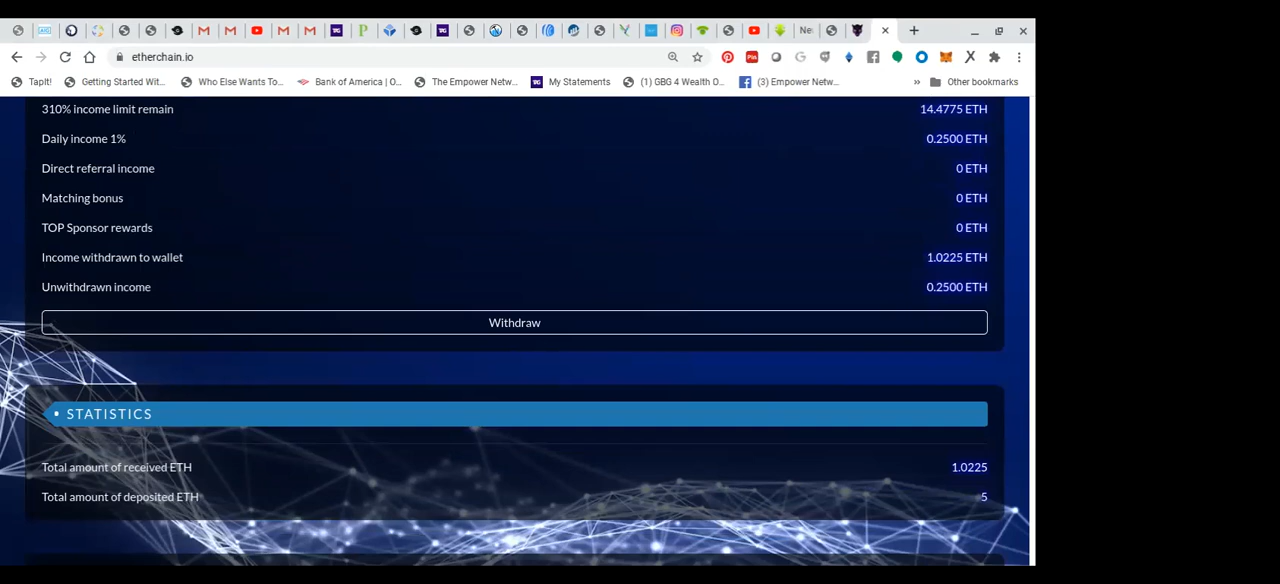 etherchain.io
TapIt! Getting Started Wit... Who Else Wants To... Bank of America | O... The Empower Netw... My Statements (1) GBG 4 Wealth O... (3) Empower Netw... » Other bookmarks
310% income limit remain 14.4775 ETH
Daily income 1% 0.2500 ETH
Direct referral income 0 ETH
Matching bonus 0 ETH
TOP Sponsor rewards 0 ETH
Income withdrawn to wallet 1.0225 ETH
Unwithdrawn income 0.2500 ETH
Withdraw
• STATISTICS
Total amount of received ETH 1.0225
Total amount of deposited ETH 5